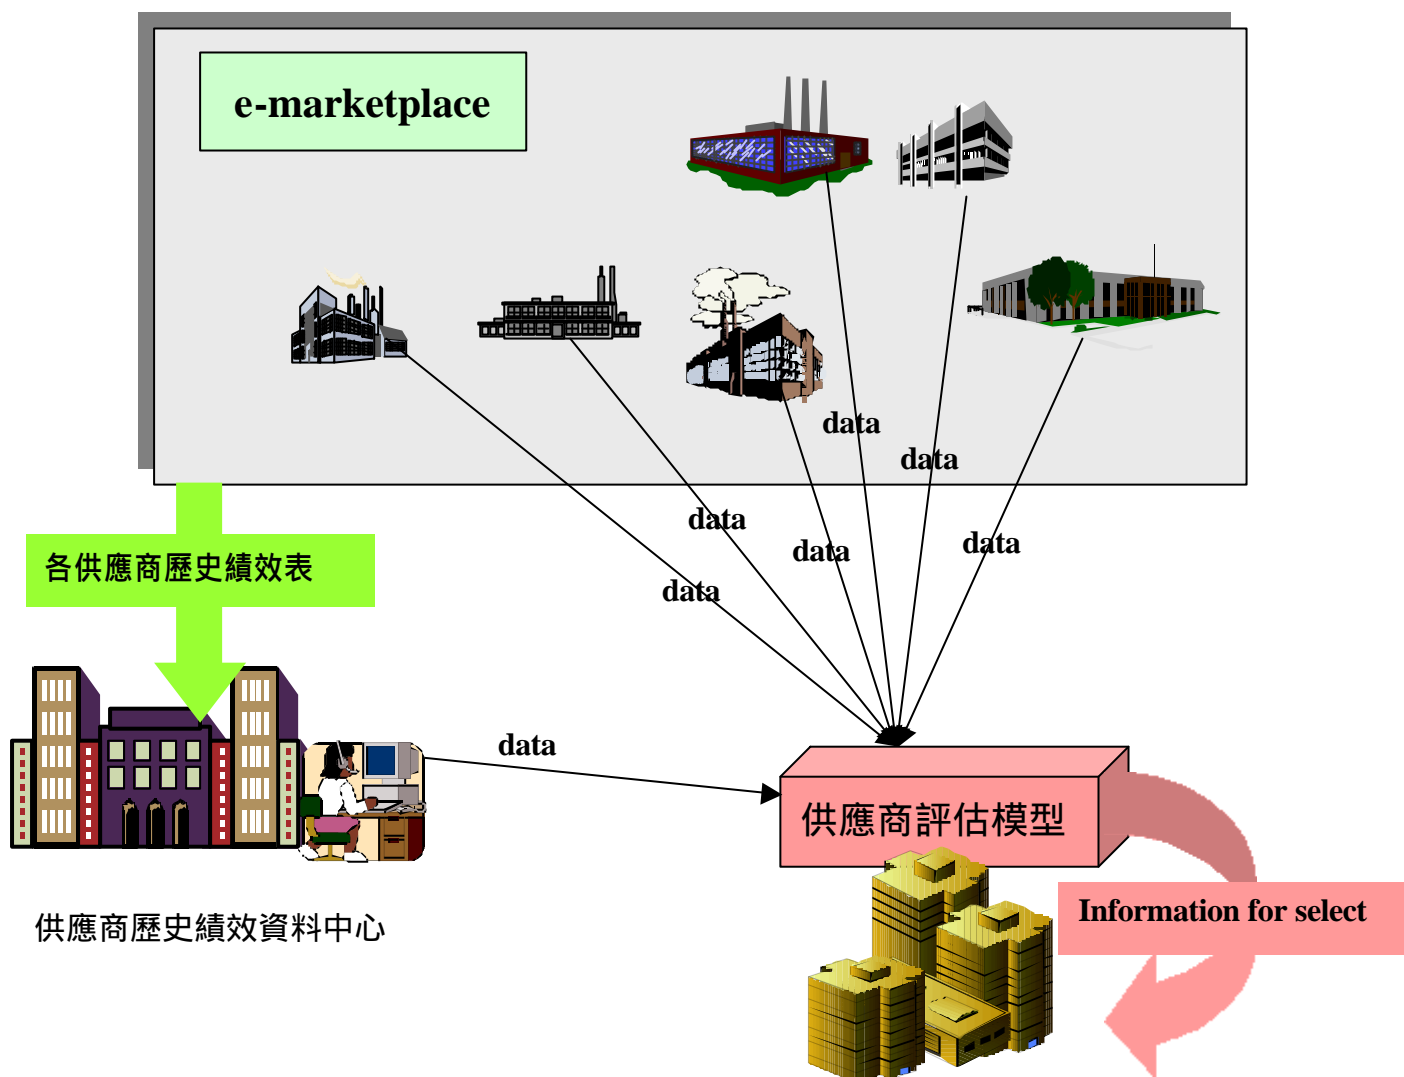 e-marketplace
data
data
data
data
data
data
各供應商歷史績效表
data
供應商評估模型
Information for select
供應商歷史績效資料中心